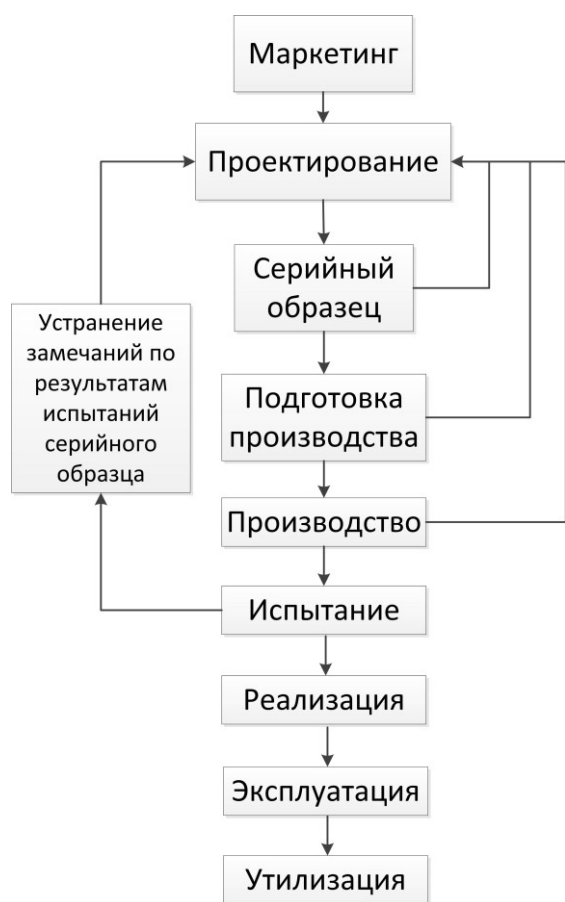 Маркетинг
Проектирование
Серийный
образец
Устранение
замечаний по
результатам
испытаний
серийного
образца
Подготовка
производства
Производство
Испытание
Реализация
Эксплуатация
Утилизация